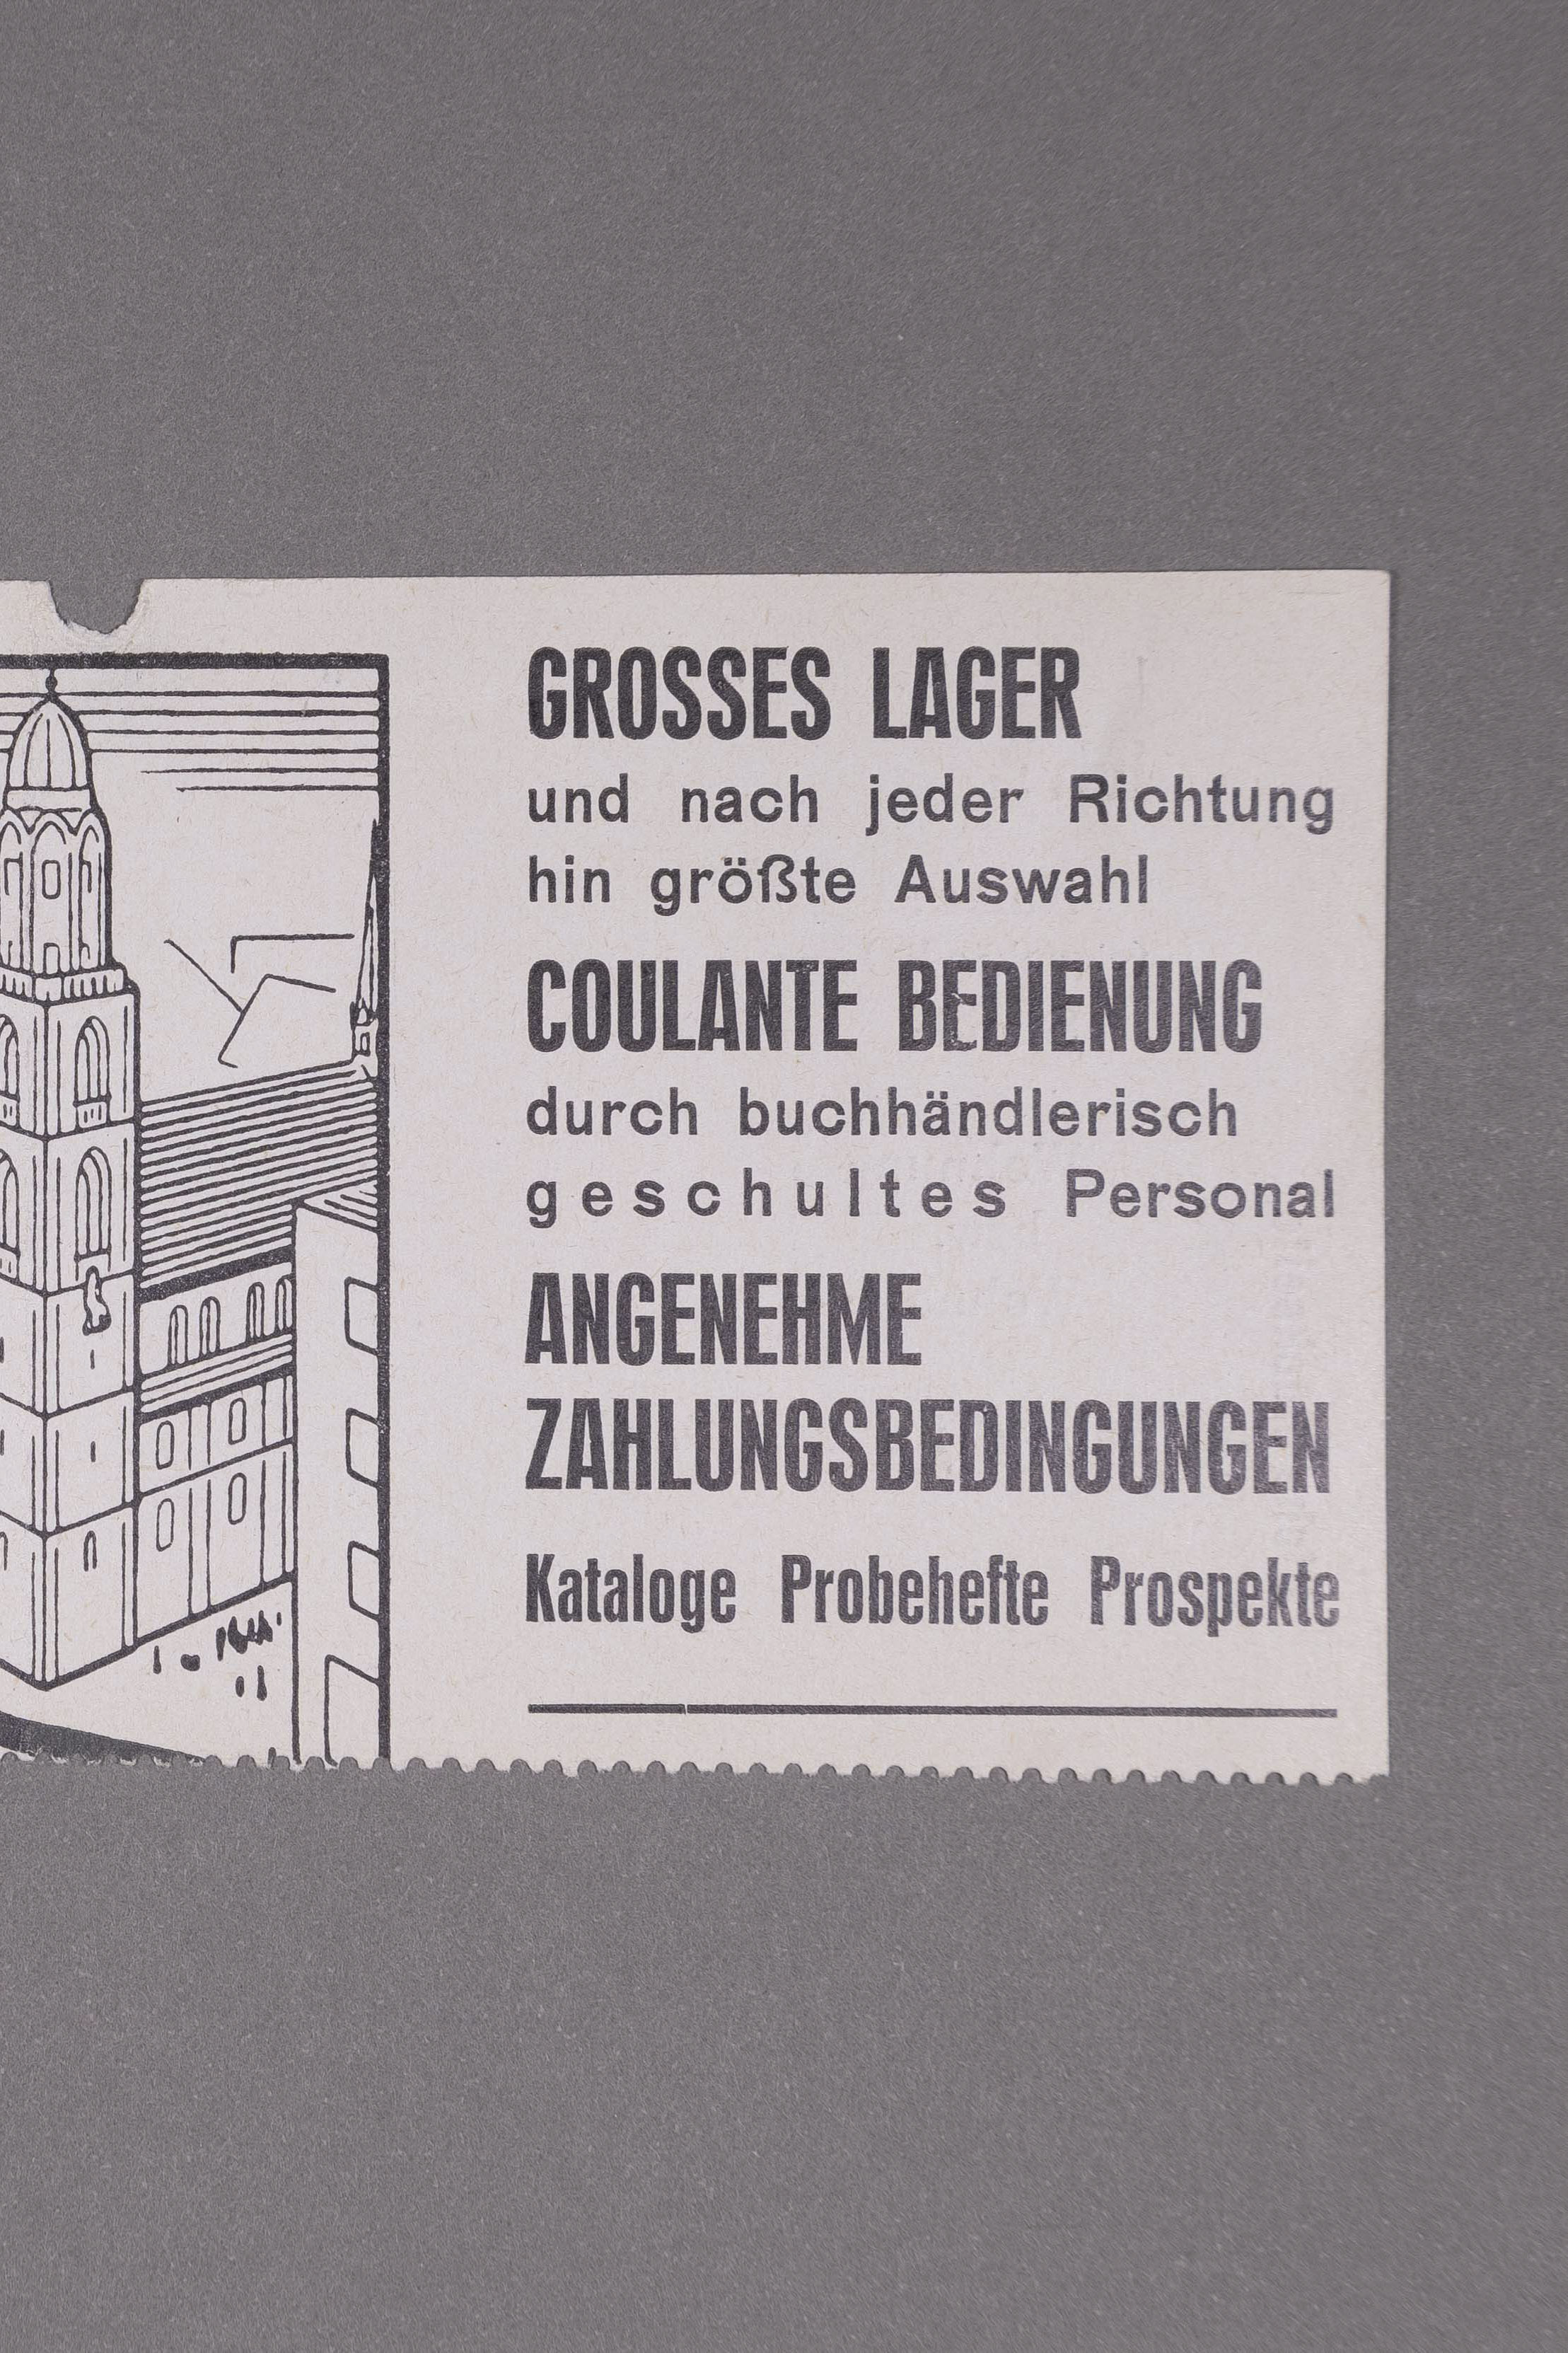 GROSSES LAGER
und nach jeder Richtung
hin größte Auswahl
COULANTE BEDIENUNG
durch buchhändlerisch
geschultes Personal
ANGENEHME
ZAHLUNGSBEDINGUNGEN
Kataloge Probehefte Prospekte